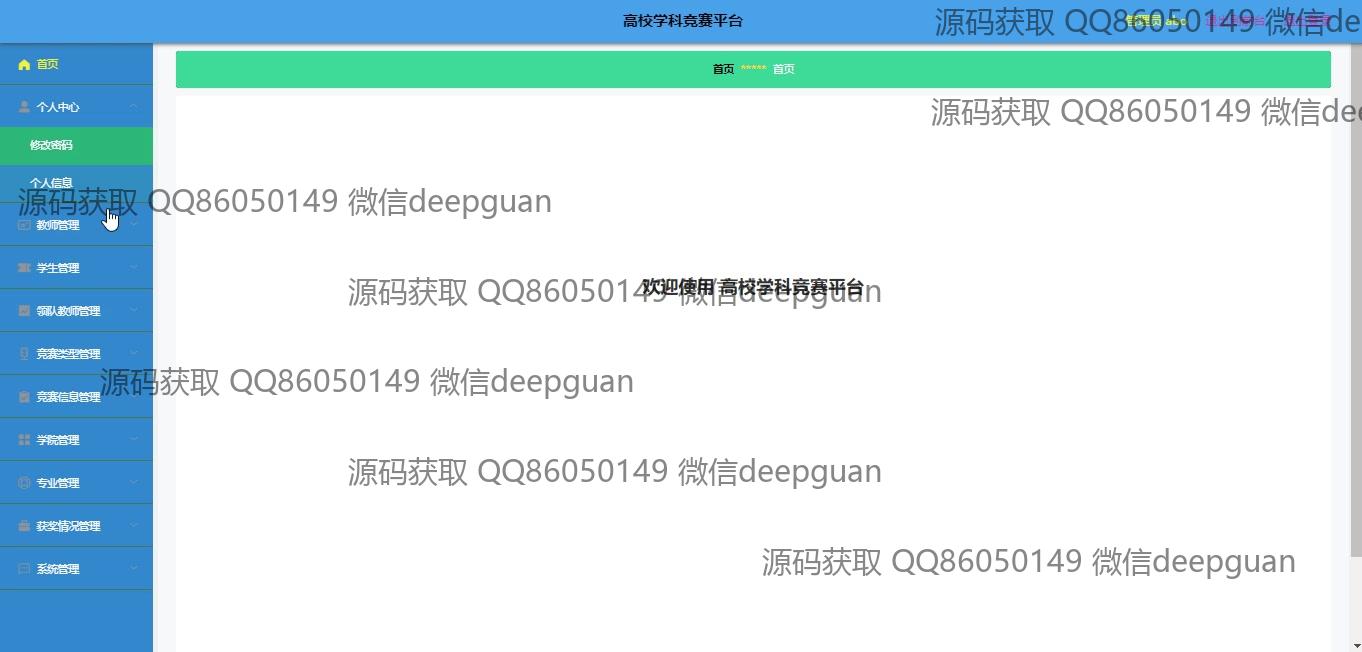 高校学科竞赛平台
管理员 abo
源码获取 QQ86050149 微信de
首页
首页 ***** 首页
个人中心
源码获取 QQ86050149 微信de
修改密码
个人信息
源码获取 QQ86050149 微信deepguan
教师管理
学生管理
欢迎使用 高校学科竞赛平台
源码获取 QQ86050149 微信deepguan
领队教师管理
竞赛类型管理
源码获取 QQ86050149 微信deepguan
竞赛信息管理
学院管理
源码获取 QQ86050149 微信deepguan
专业管理
获奖情况管理
源码获取 QQ86050149 微信deepguan
系统管理